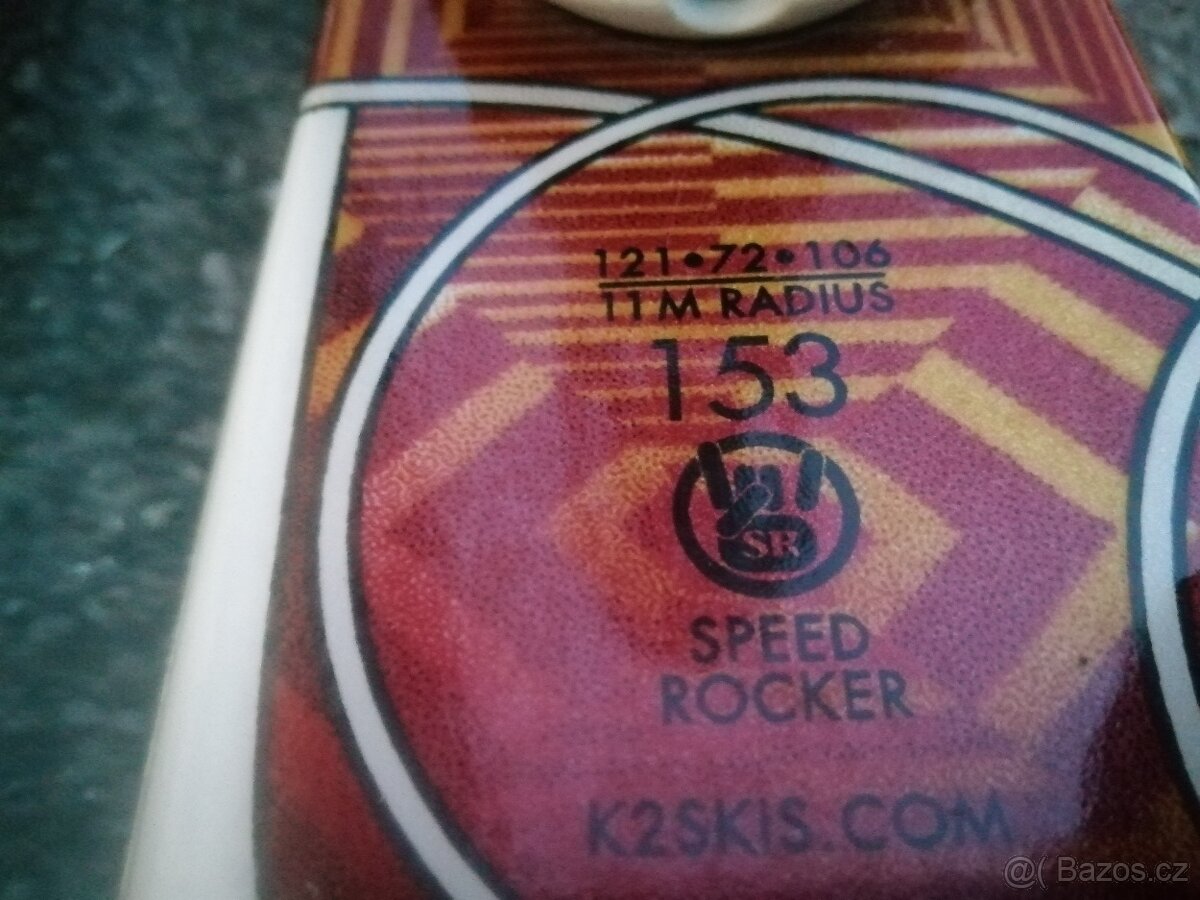 121•72•106
11M RADIUS
153
SR
SPEED
ROCKER
K2SKIS.COM
@( Bazos.cz